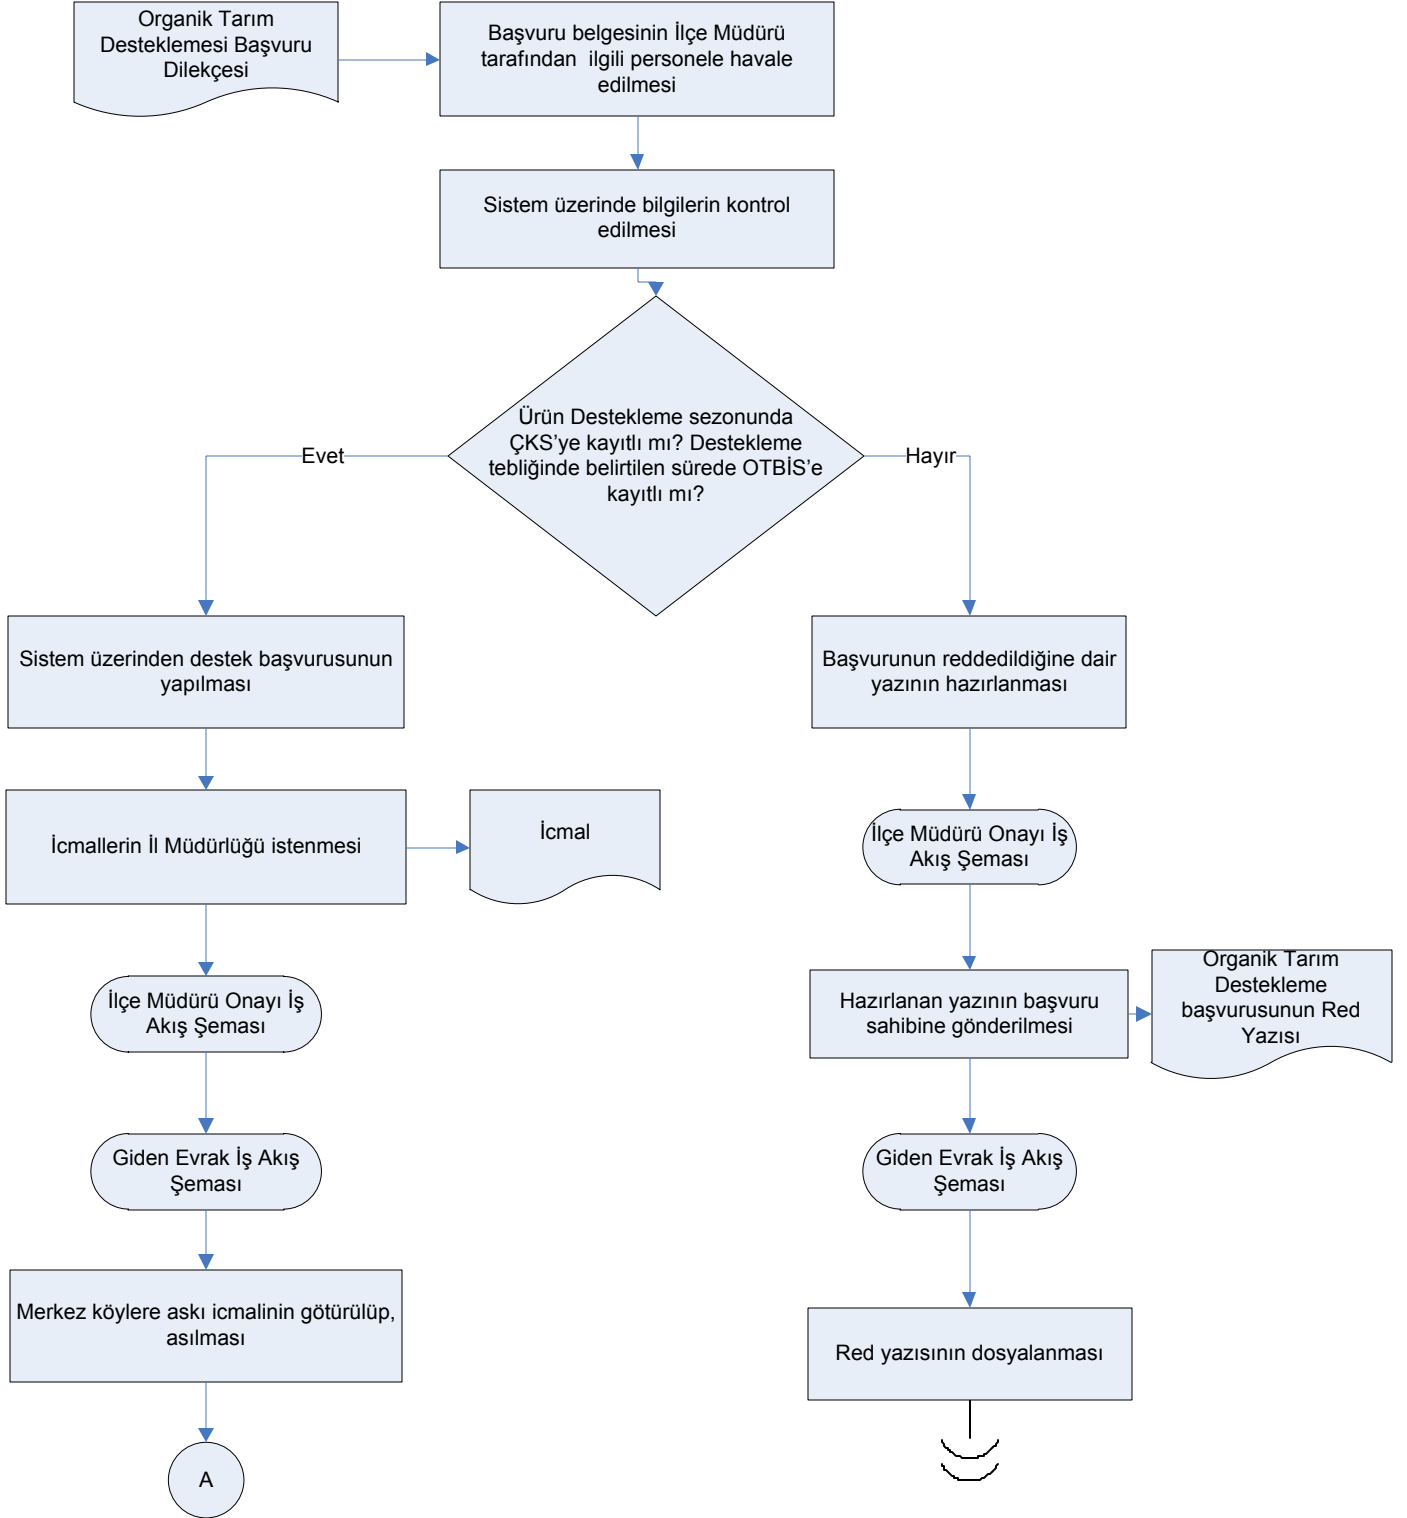 Organik Tarım
Desteklemesi Başvuru
Dilekçesi
Başvuru belgesinin İlçe Müdürü
tarafından ilgili personele havale
edilmesi
Sistem üzerinde bilgilerin kontrol
edilmesi
Ürün Destekleme sezonunda
ÇKS’ye kayıtlı mı? Destekleme
tebliğinde belirtilen sürede OTBİS’e
kayıtlı mı?
Evet
Hayır
Sistem üzerinden destek başvurusunun
yapılması
Başvurunun reddedildiğine dair
yazının hazırlanması
İcmallerin İl Müdürlüğü istenmesi
İcmal
İlçe Müdürü Onayı İş
Akış Şeması
İlçe Müdürü Onayı İş
Akış Şeması
Hazırlanan yazının başvuru
sahibine gönderilmesi
Organik Tarım
Destekleme
başvurusunun Red
Yazısı
Giden Evrak İş Akış
Şeması
Giden Evrak İş Akış
Şeması
Merkez köylere askı icmalinin götürülüp,
asılması
Red yazısının dosyalanması
A